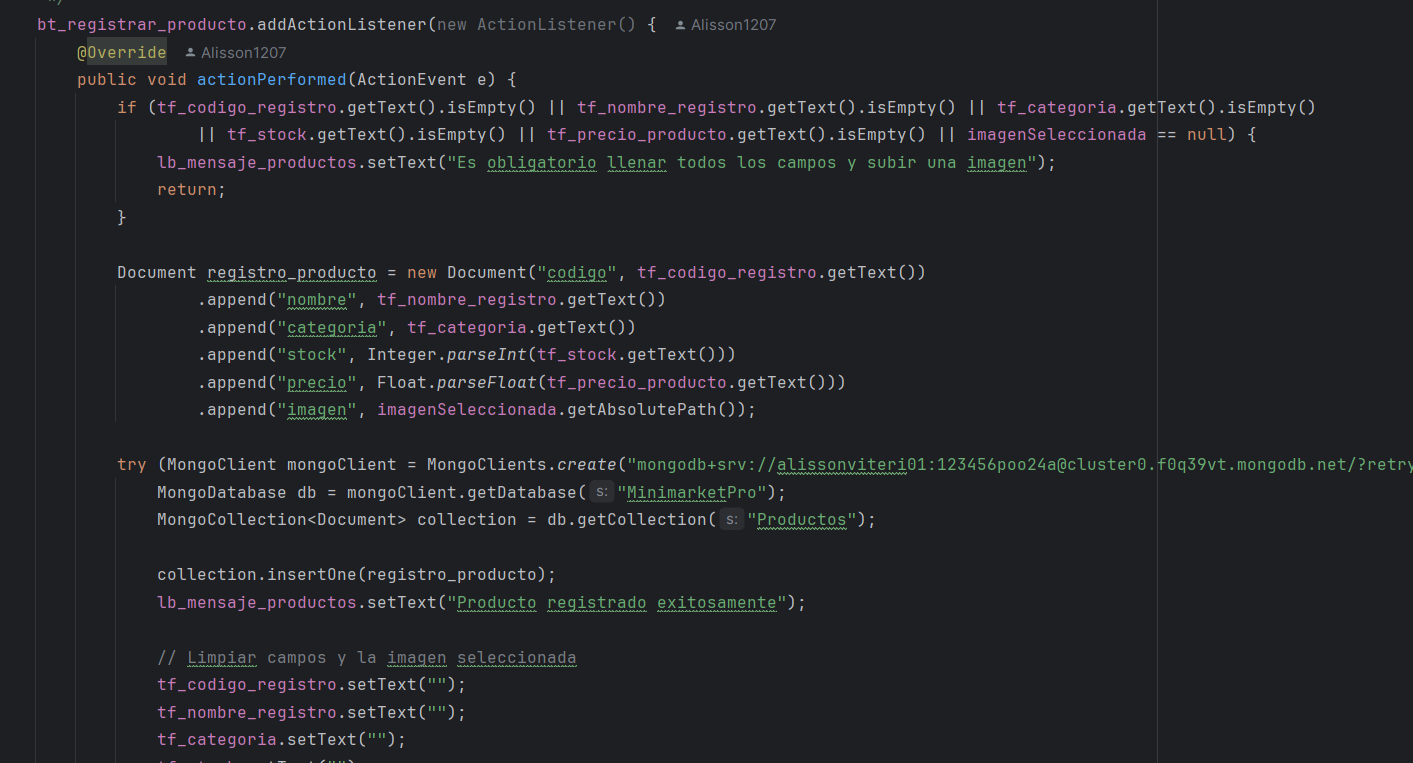 bt_registrar_producto.addActionListener(new ActionListener() { Alisson1207
@Override Alisson1207
public void actionPerformed(ActionEvent e) {
if (tf_codigo_registro.getText().isEmpty() || tf_nombre_registro.getText().isEmpty() || tf_categoria.getText().isEmpty()
|| tf_stock.getText().isEmpty() || tf_precio_producto.getText().isEmpty() || imagenSeleccionada == null) {
lb_mensaje_productos.setText("Es obligatorio llenar todos los campos y subir una imagen");
return;
}
Document registro_producto = new Document("codigo", tf_codigo_registro.getText())
.append("nombre", tf_nombre_registro.getText())
.append("categoria", tf_categoria.getText())
.append("stock", Integer.parseInt(tf_stock.getText()))
.append("precio", Float.parseFloat(tf_precio_producto.getText()))
.append("imagen", imagenSeleccionada.getAbsolutePath());
try (MongoClient mongoClient = MongoClients.create("mongodb+srv://alissonviteri01:123456poo24a@cluster0.f0q39vt.mongodb.net/?retry
MongoDatabase db = mongoClient.getDatabase( s: "MinimarketPro");
MongoCollection<Document> collection = db.getCollection( s: "Productos");
collection.insertOne(registro_producto);
lb_mensaje_productos.setText("Producto registrado exitosamente");
// Limpiar campos y la imagen seleccionada
tf_codigo_registro.setText("");
tf_nombre_registro.setText("");
tf_categoria.setText("");